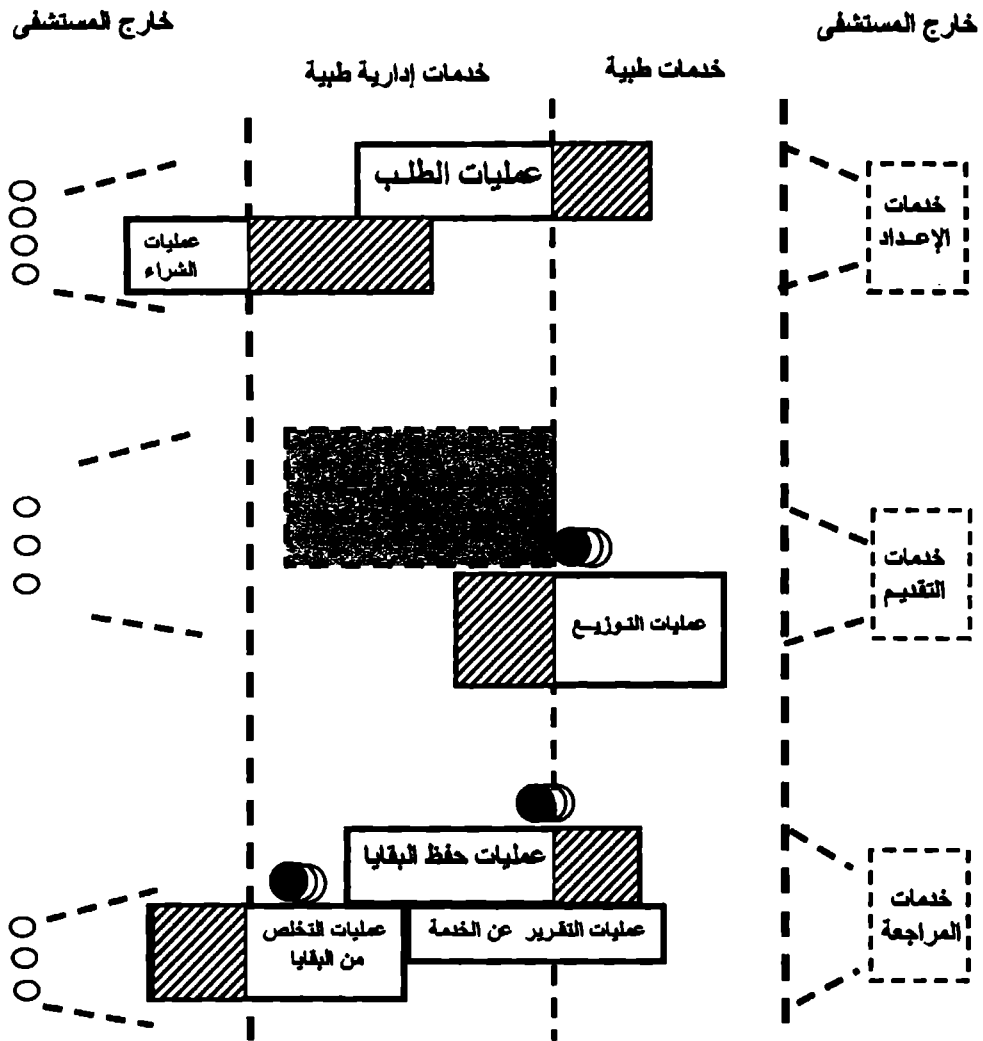 خارج المستشفى
خارج المستشفى
خدمات طبية
خدمات إدارية طبية
عمليات الطلب
خدمات
الإعداد
عمليات
الشراء
خدمات
التقديم
عمليات التوزيع
عمليات حفظ البقايا
خدمات
المراجعة
عمليات التقرير عن الخدمة
عمليات التخلص
من البقايا